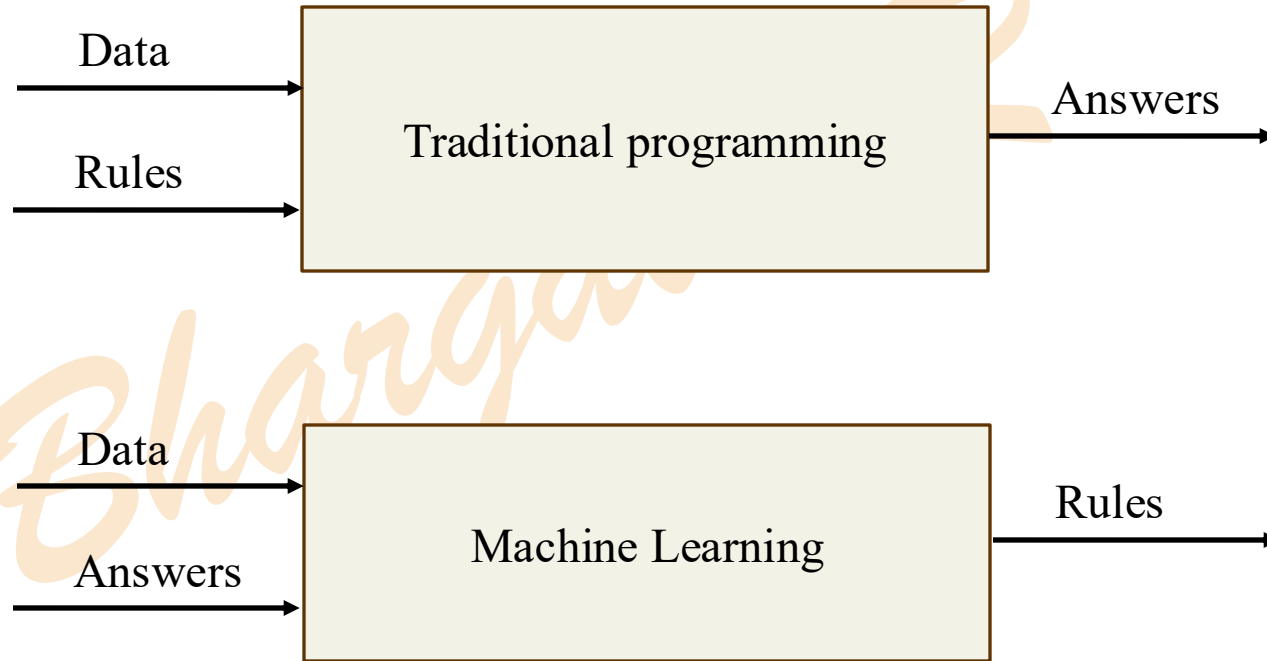 Data
Rules
Traditional programming
Answers
Data
Answers
Machine Learning
Rules